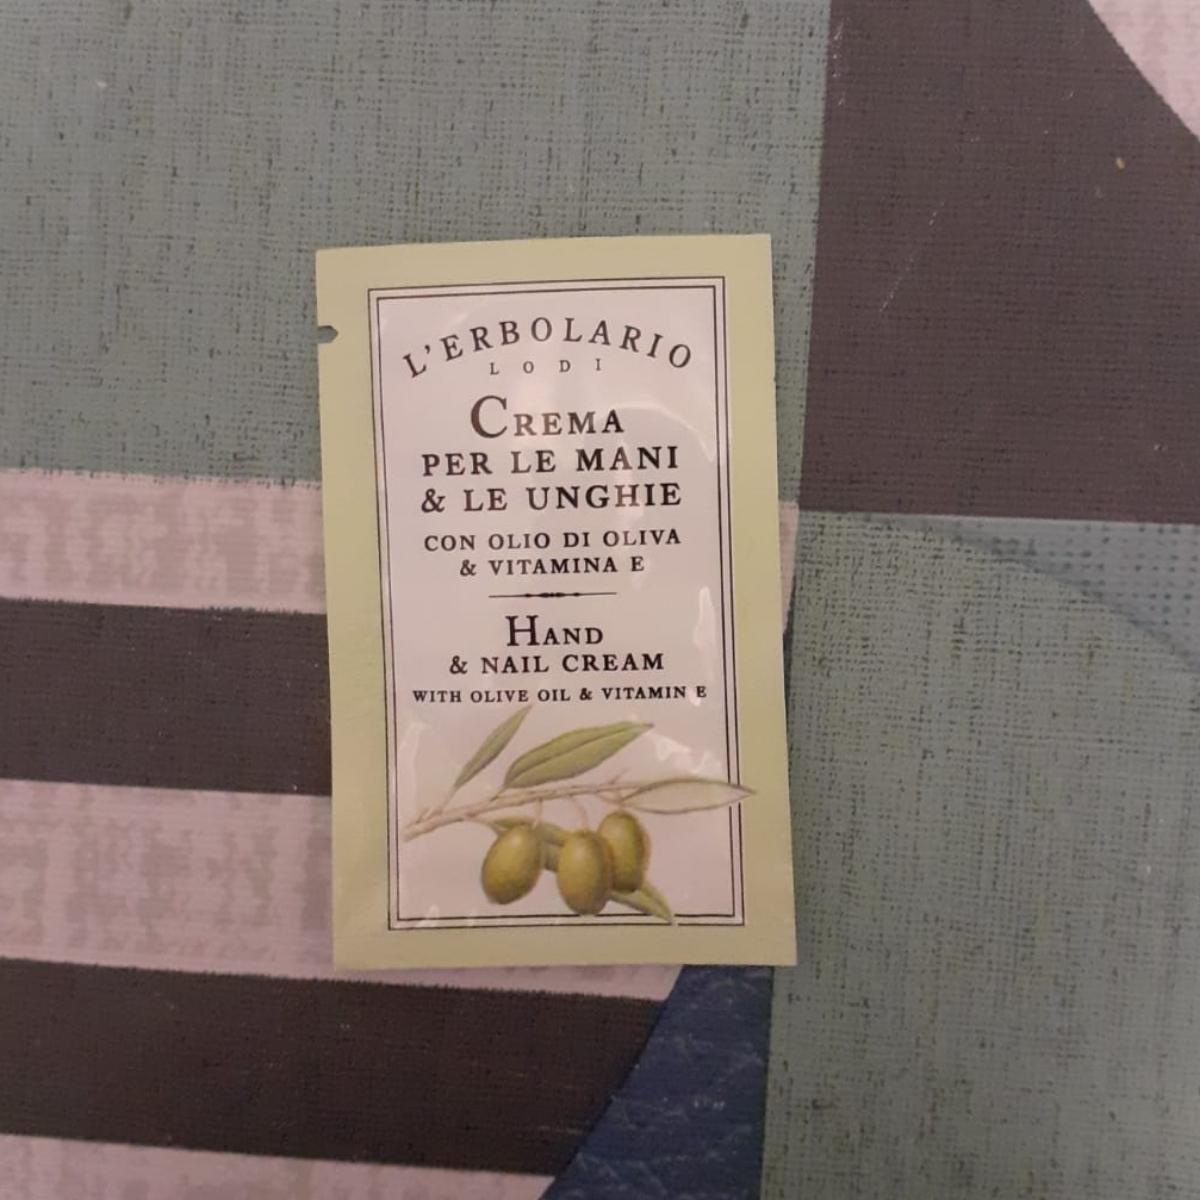 L'ERBOLARIO
LODI
CREMA
PER LE MANI
& LE UNGHIE
CON OLIO DI OLIVA
& VITAMINA E
HAND
& NAIL CREAM
WITH OLIVE OIL & VITAMIN E